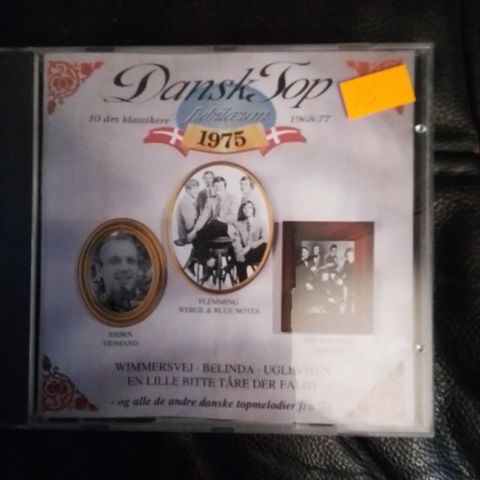 Dansk Top
Jubilæum
10 års klassikere 1968-77
1975
FLEMMING
WERGE & BLUE NOTES
BJØRN
TIDMAND
WIMMERSVEJ · BELINDA · UGLEVISEN
EN LILLE BITTE TÅRE DER FALDT
- og alle de andre danske topmelodier fra